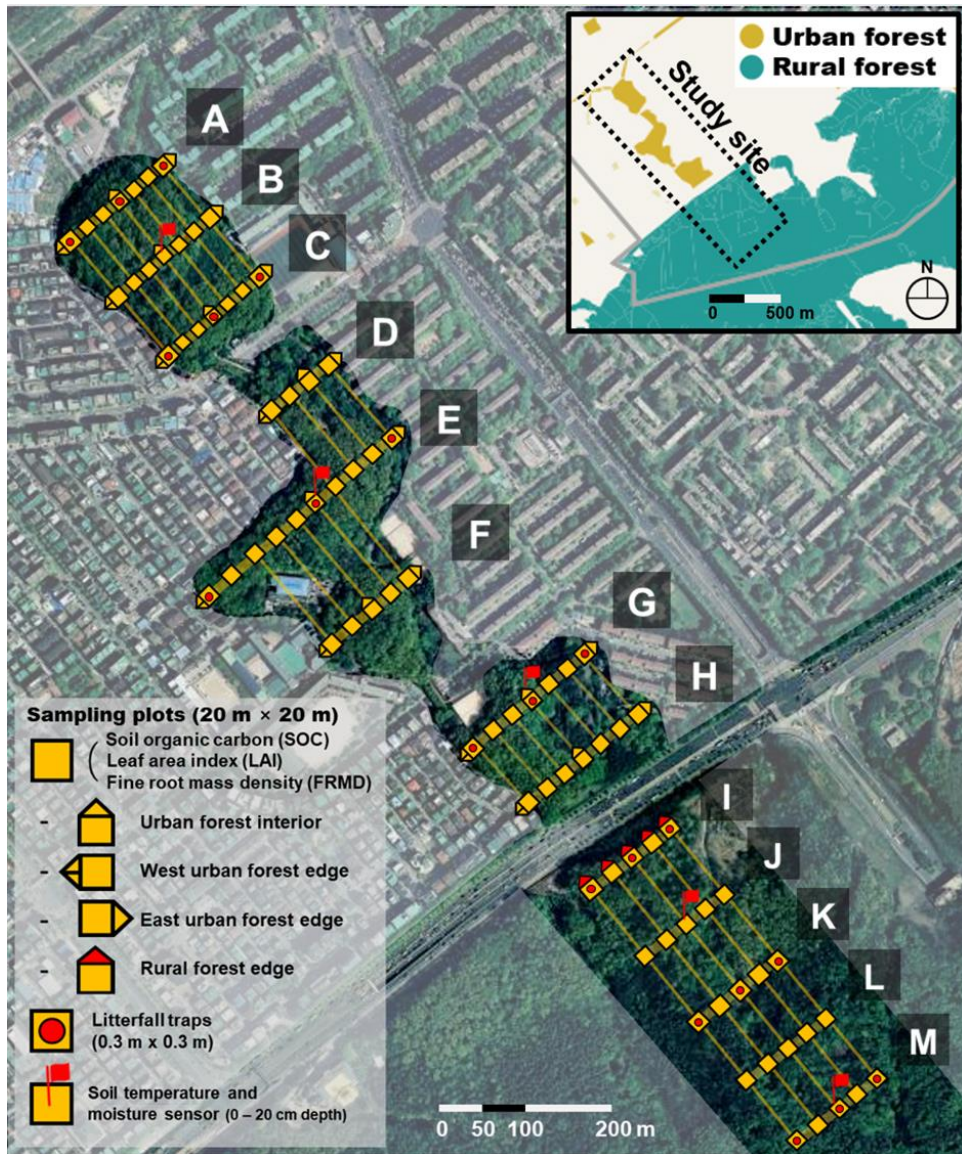 Urban forest
Rural forest
Study site
N
0 500 m
A
B
C
D
E
F
G
H
I
J
K
L
M
Sampling plots (20 m × 20 m)
Soil organic carbon (SOC)
Leaf area index (LAI)
Fine root mass density (FRMD)
- Urban forest interior
- West urban forest edge
- East urban forest edge
- Rural forest edge
Litterfall traps
(0.3 m x 0.3 m)
Soil temperature and
moisture sensor (0 – 20 cm depth)
0 50 100 200 m